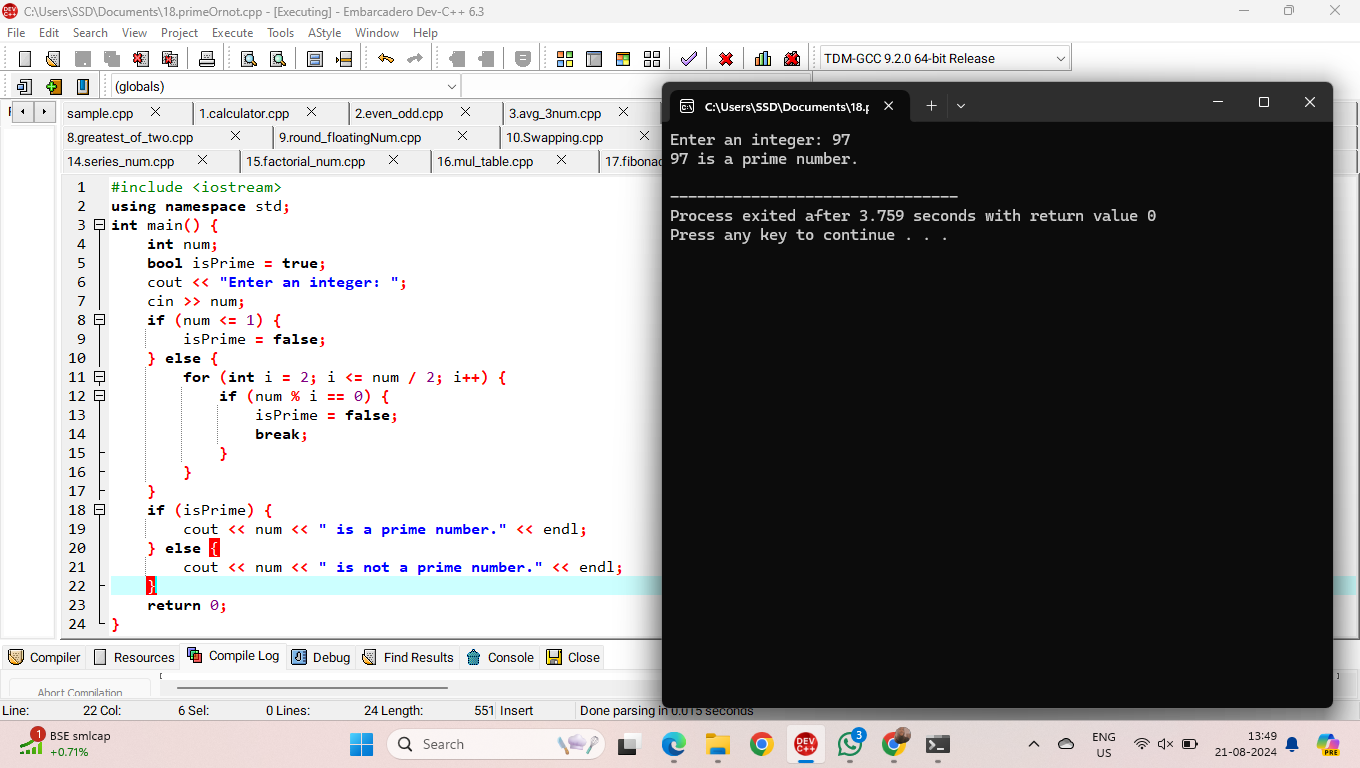 C:\Users\SSD\Documents\18.primeOrnot.cpp - [Executing] - Embarcadero Dev-C++ 6.3
File Edit Search View Project Execute Tools AStyle Window Help
TDM-GCC 9.2.0 64-bit Release
(globals)
sample.cpp 1.calculator.cpp 2.even_odd.cpp 3.avg_3num.cpp
8.greatest_of_two.cpp 9.round_floatingNum.cpp 10.Swapping.cpp
14.series_num.cpp 15.factorial_num.cpp 16.mul_table.cpp 17.fibonac
1 #include <iostream>
2 using namespace std;
3 int main() {
4 int num;
5 bool isPrime = true;
6 cout << "Enter an integer: ";
7 cin >> num;
8 if (num <= 1) {
9 isPrime = false;
10 } else {
11 for (int i = 2; i <= num / 2; i++) {
12 if (num % i == 0) {
13 isPrime = false;
14 break;
15 }
16 }
17 }
18 if (isPrime) {
19 cout << num << " is a prime number." << endl;
20 } else {
21 cout << num << " is not a prime number." << endl;
22 }
23 return 0;
24 }
C:\Users\SSD\Documents\18.p
Enter an integer: 97
97 is a prime number.
--------------------------------
Process exited after 3.759 seconds with return value 0
Press any key to continue . . .
Compiler Resources Compile Log Debug Find Results Console Close
Abort Compilation
Line: 22 Col: 6 Sel: 0 Lines: 24 Length: 551 Insert Done parsing in 0.015 seconds
1 BSE smlcap
+0.71%
Search
DEV C++
3
ENG
US
13:49
21-08-2024
PRE